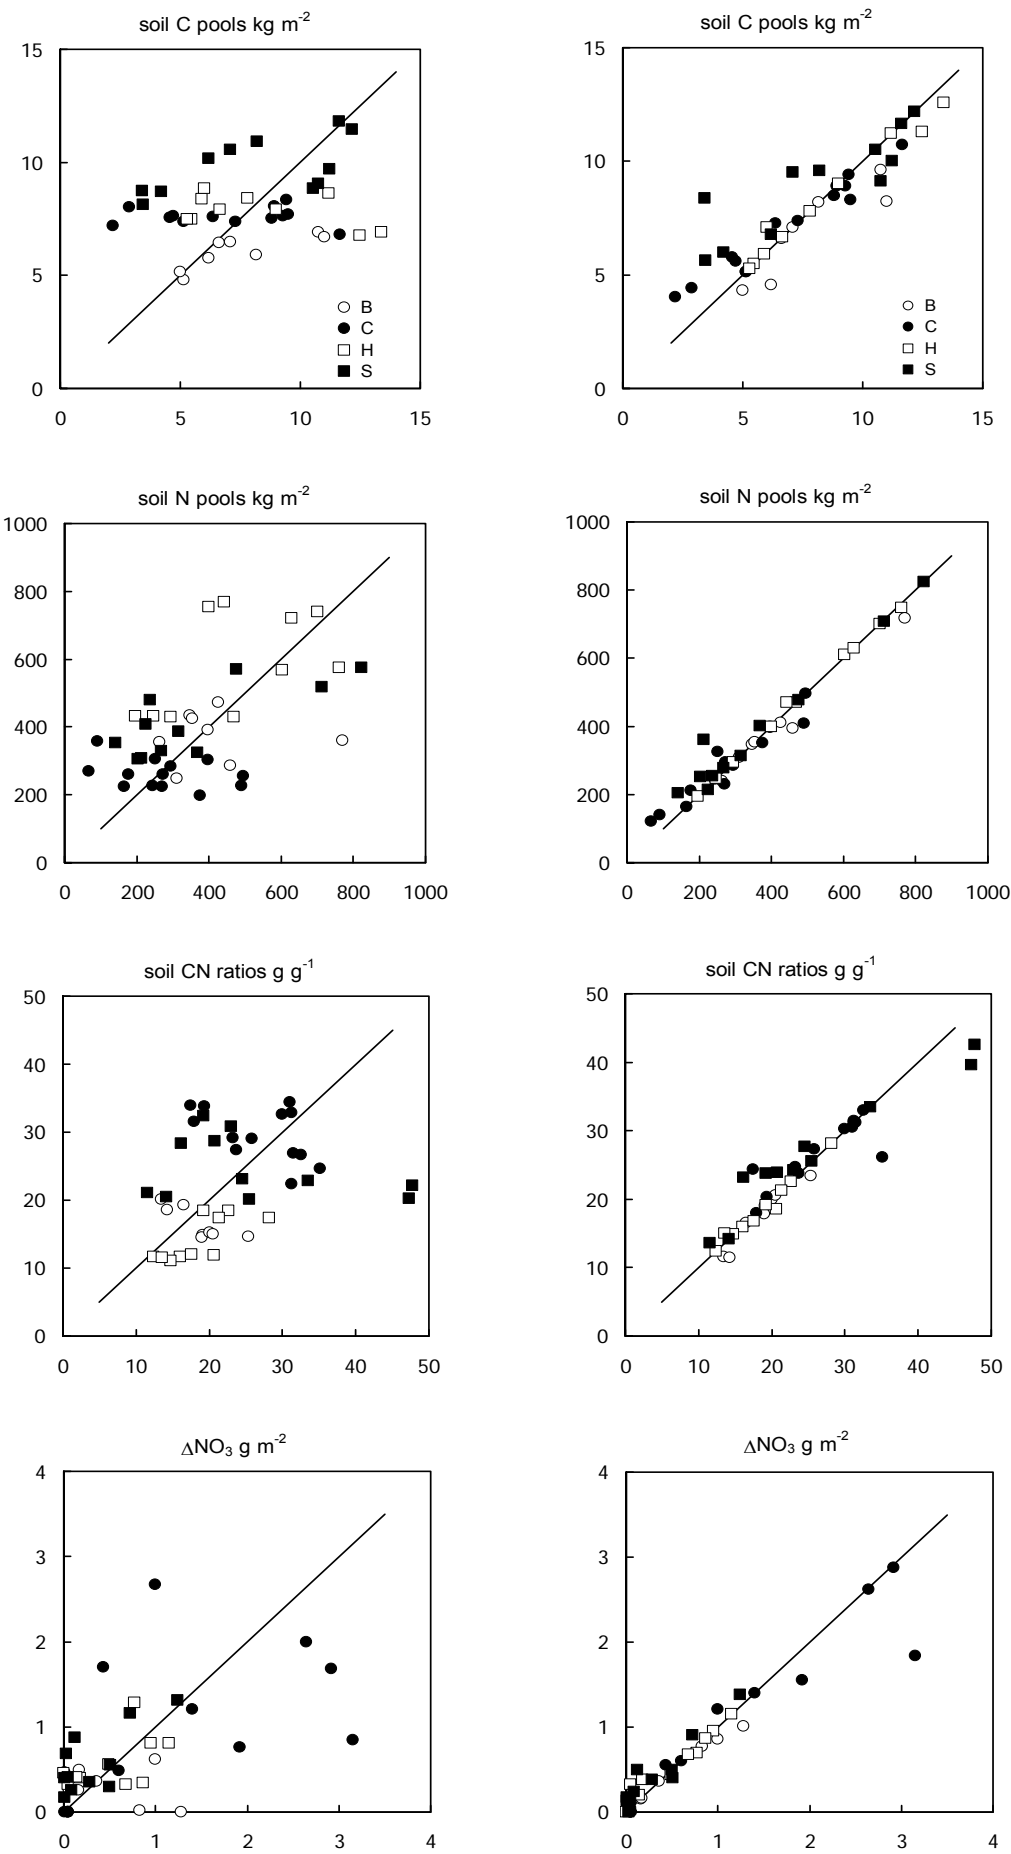 soil C pools kg m⁻² soil C pools kg m⁻²
15 15
10 10
5 5
B B
C C
H H
S S
0 0
0 5 10 15 0 5 10 15
soil N pools kg m⁻² soil N pools kg m⁻²
1000 1000
800 800
600 600
400 400
200 200
0 0
0 200 400 600 800 1000 0 200 400 600 800 1000
soil CN ratios g g⁻¹ soil CN ratios g g⁻¹
50 50
40 40
30 30
20 20
10 10
0 0
0 10 20 30 40 50 0 10 20 30 40 50
ΔNO₃ g m⁻² ΔNO₃ g m⁻²
4 4
3 3
2 2
1 1
0 0
0 1 2 3 4 0 1 2 3 4